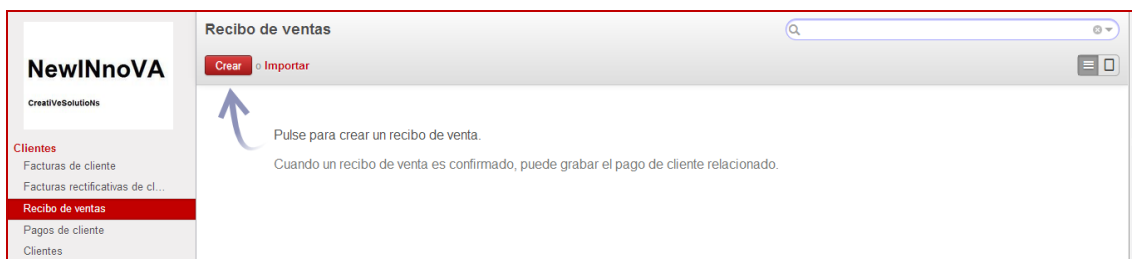 NewINnoVA
CreatiVeSolutioNs
Clientes
Facturas de cliente
Facturas rectificativas de cl...
Recibo de ventas
Pagos de cliente
Clientes
Recibo de ventas
Crear o Importar
Pulse para crear un recibo de venta.
Cuando un recibo de venta es confirmado, puede grabar el pago de cliente relacionado.